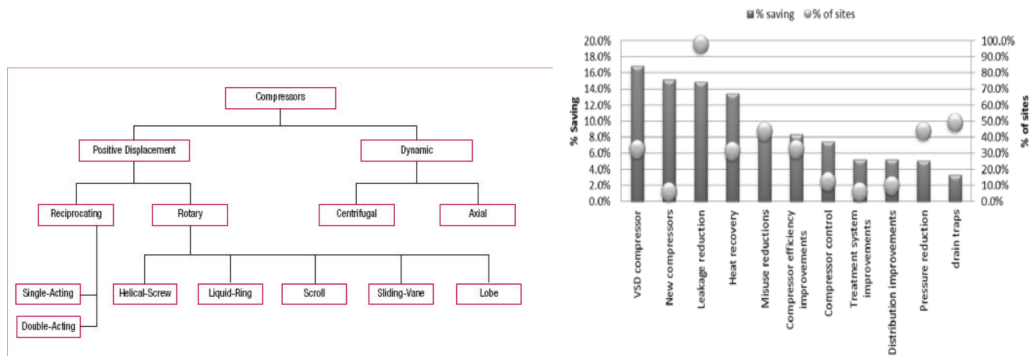 Compressors
Positive Displacement
Dynamic
Reciprocating
Rotary
Centrifugal
Axial
Single-Acting
Helical-Screw
Liquid-Ring
Scroll
Sliding-Vane
Lobe
Double-Acting
% saving
% of sites
20.0%
18.0%
16.0%
14.0%
12.0%
10.0%
8.0%
6.0%
4.0%
2.0%
0.0%
% Saving
100.0%
90.0%
80.0%
70.0%
60.0%
50.0%
40.0%
30.0%
20.0%
10.0%
0.0%
% of sites
VSD compressor
New compressors
Leakage reduction
Heat recovery
Misuse reductions
Compressor efficiency
improvements
Compressor control
Treatment system
improvements
Distribution improvements
Pressure reduction
drain traps